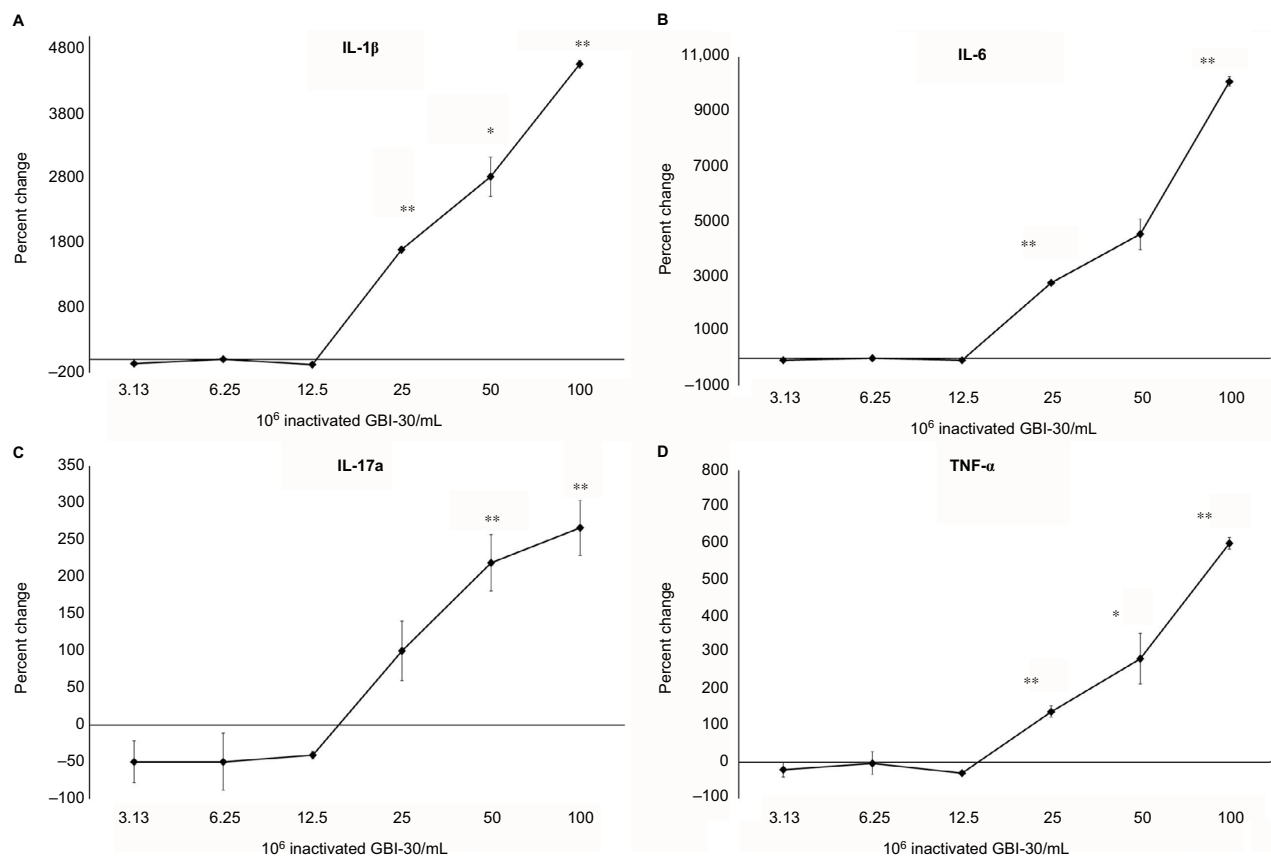 A
IL-1β
4800
3800
2800
1800
800
–200
Percent change
**
*
**
3.13 6.25 12.5 25 50 100
10⁶ inactivated GBI-30/mL
B
IL-6
11,000
9000
7000
5000
3000
1000
–1000
Percent change
**
**
3.13 6.25 12.5 25 50 100
10⁶ inactivated GBI-30/mL
C
IL-17a
350
300
250
200
150
100
50
0
–50
–100
Percent change
**
**
3.13 6.25 12.5 25 50 100
10⁶ inactivated GBI-30/mL
D
TNF-α
800
700
600
500
400
300
200
100
0
–100
Percent change
**
*
**
3.13 6.25 12.5 25 50 100
10⁶ inactivated GBI-30/mL